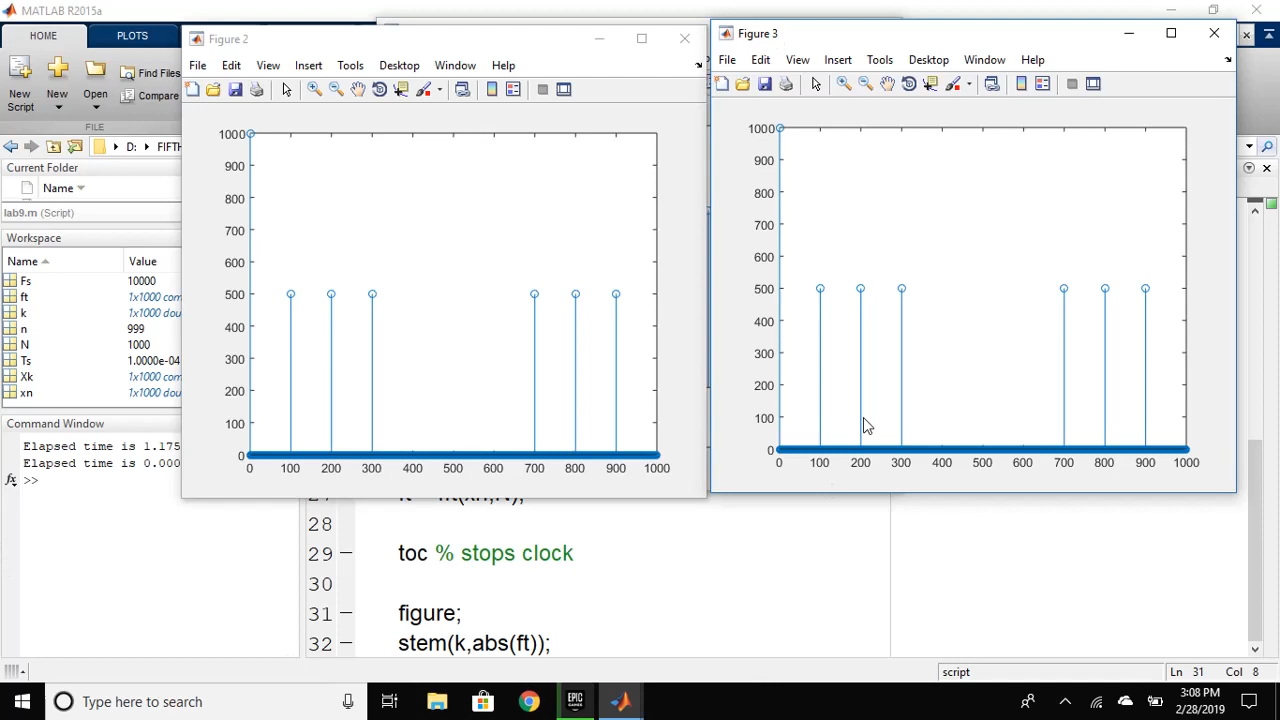 MATLAB R2015a
HOME
PLOTS
New
Script
New
Open
Find Files
Compare
FILE
D:
FIFTH
Current Folder
Name
lab9.m (Script)
Workspace
Name
Value
Fs
10000
ft
1x1000 com
k
1x1000 dou
n
999
N
1000
Ts
1.0000e-04
Xk
1x1000 com
xn
1x1000 dou
Command Window
Elapsed time is 1.175
Elapsed time is 0.000
fx
>>
Figure 2
File Edit View Insert Tools Desktop Window Help
1000
900
800
700
600
500
400
300
200
100
0
0 100 200 300 400 500 600 700 800 900 1000
Figure 3
File Edit View Insert Tools Desktop Window Help
1000
900
800
700
600
500
400
300
200
100
0
0 100 200 300 400 500 600 700 800 900 1000
28
29 toc % stops clock
30
31 figure;
32 stem(k,abs(ft));
script
Ln 31 Col 8
Type here to search
EPIC
GAMES
3:08 PM
2/28/2019